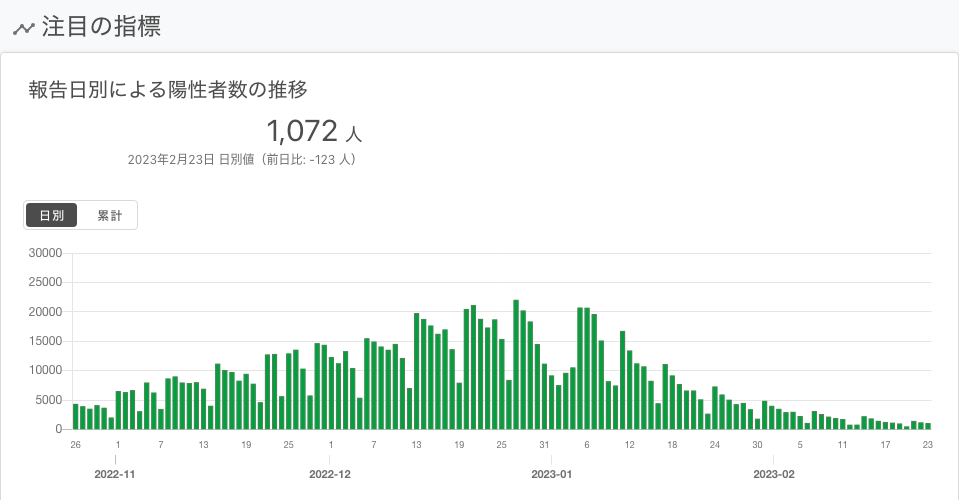 注目の指標
報告日別による陽性者数の推移
1,072 人
2023年2月23日 日別値（前日比: -123 人）
日別 累計
30000
25000
20000
15000
10000
5000
0
26 1 7 13 19 25 1 7 13 19 25 31 6 12 18 24 30 5 11 17 23
2022-11 2022-12 2023-01 2023-02